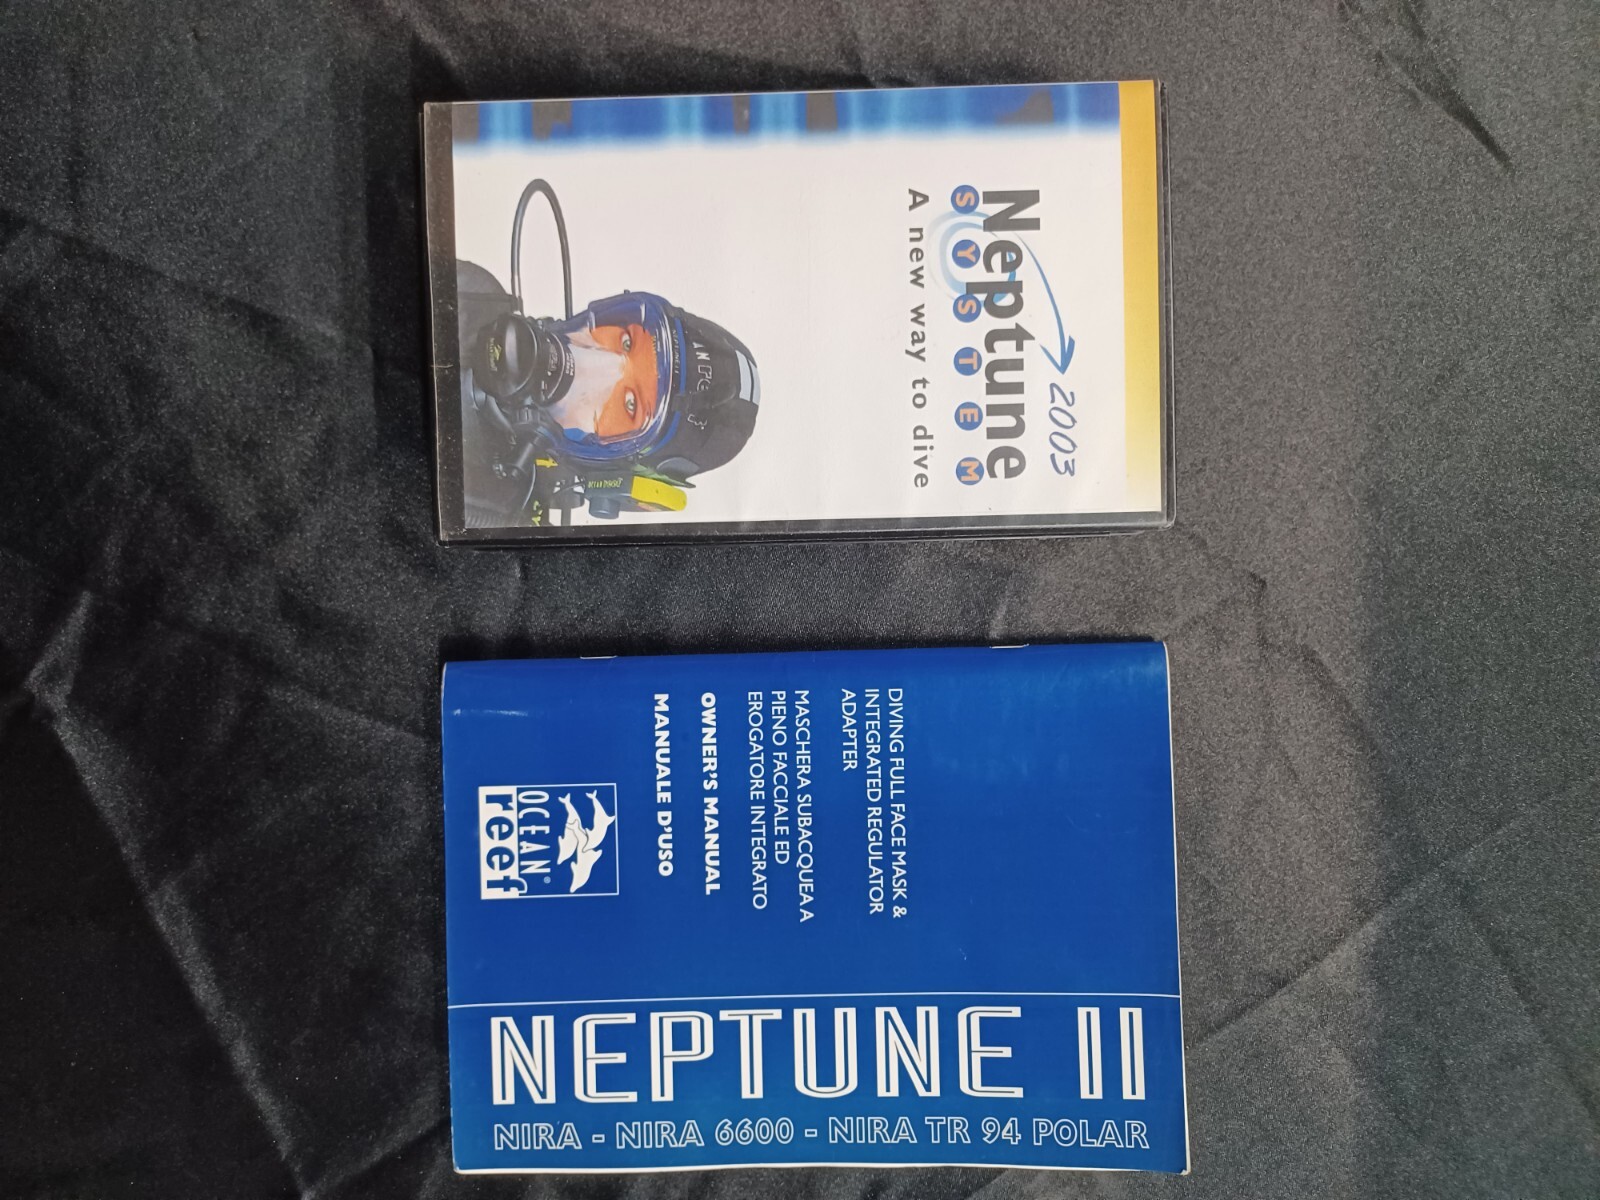 2003
Neptune
SYSTEM
A new way to dive
DIVING FULL FACE MASK &
INTEGRATED REGULATOR
ADAPTER
MASCHERA SUBACQUEA A
PIENO FACCIALE ED
EROGATORE INTEGRATO
OWNER'S MANUAL
MANUALE D'USO
OCEAN®
reef
NEPTUNE II
NIRA - NIRA 6600 - NIRA TR 94 POLAR